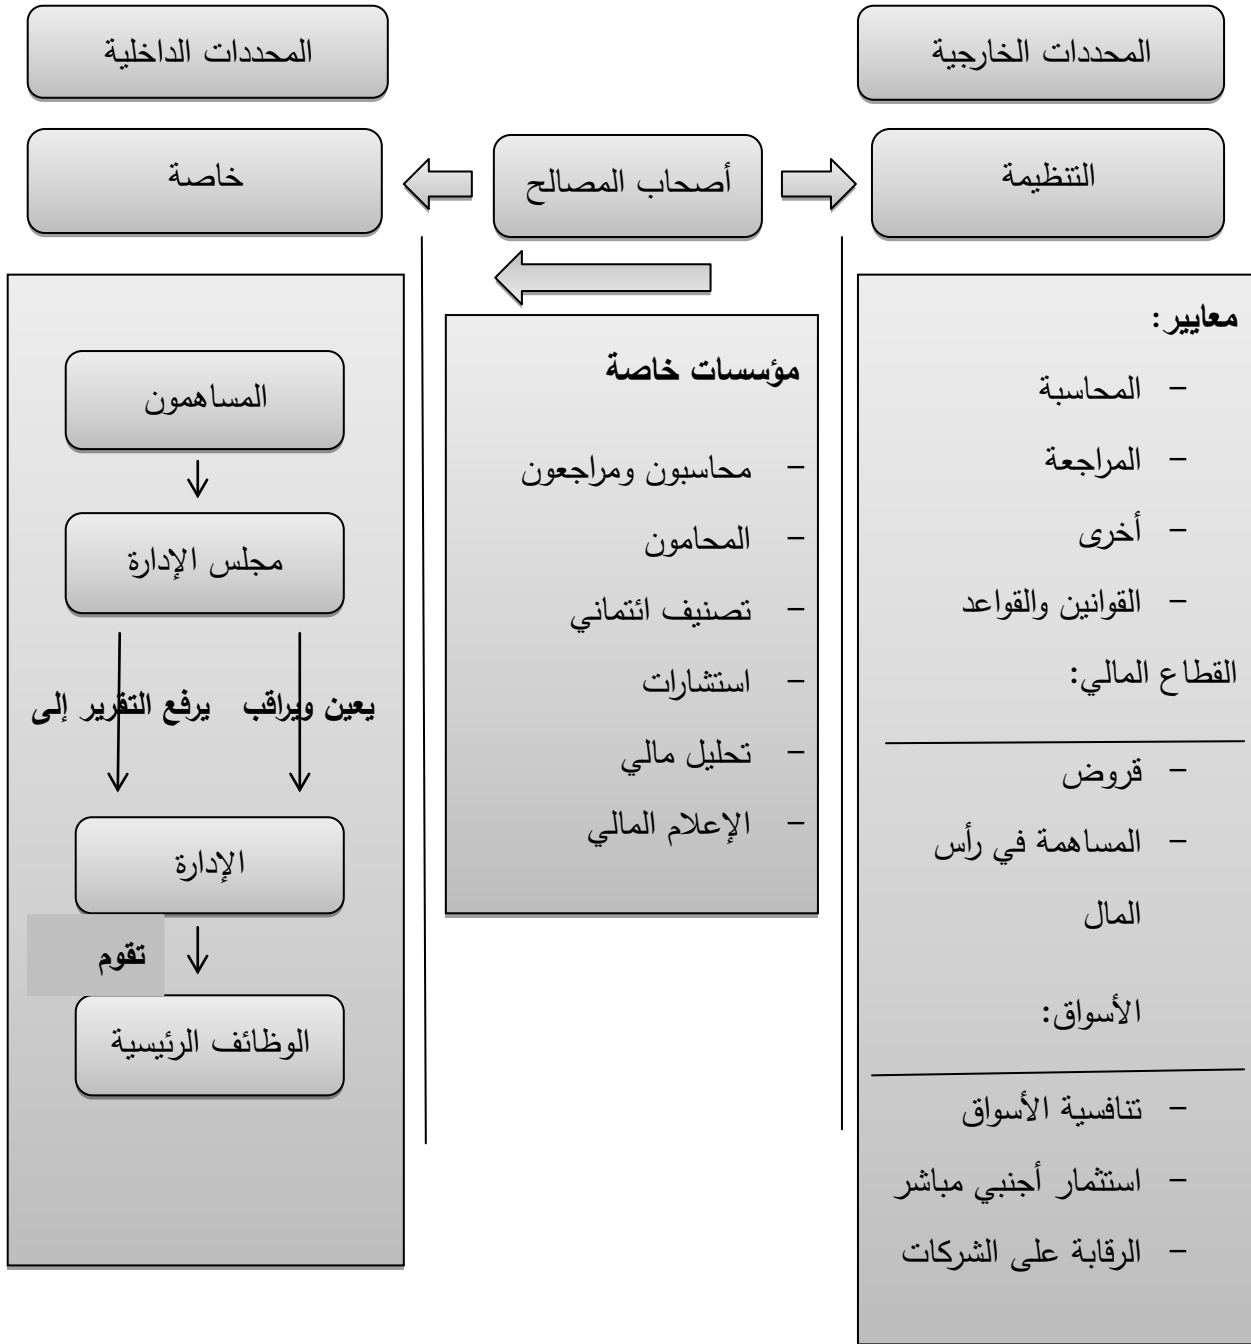 المحددات الخارجية
المحددات الداخلية
التنظيمة
أصحاب المصالح
خاصة
معايير:
- المحاسبة
- المراجعة
- أخرى
- القوانين والقواعد
القطاع المالي:
- قروض
- المساهمة في رأس
المال
الأسواق:
- تنافسية الأسواق
- استثمار أجنبي مباشر
- الرقابة على الشركات
مؤسسات خاصة
- محاسبون ومراجعون
- المحامون
- تصنيف ائتماني
- استشارات
- تحليل مالي
- الإعلام المالي
المساهمون
مجلس الإدارة
يعين ويراقب
يرفع التقرير إلى
الإدارة
تقوم
الوظائف الرئيسية